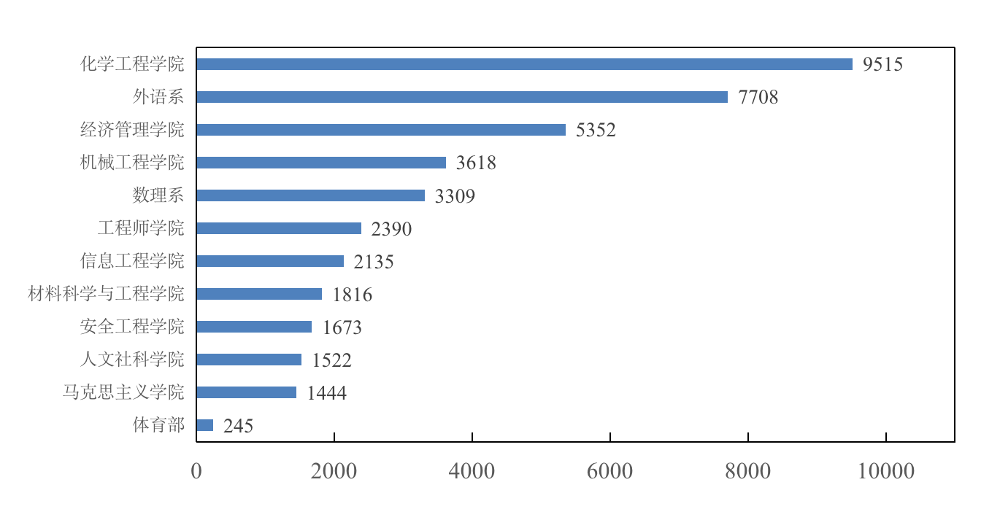 化学工程学院 9515
外语系 7708
经济管理学院 5352
机械工程学院 3618
数理系 3309
工程师学院 2390
信息工程学院 2135
材料科学与工程学院 1816
安全工程学院 1673
人文社科学院 1522
马克思主义学院 1444
体育部 245
0 2000 4000 6000 8000 10000